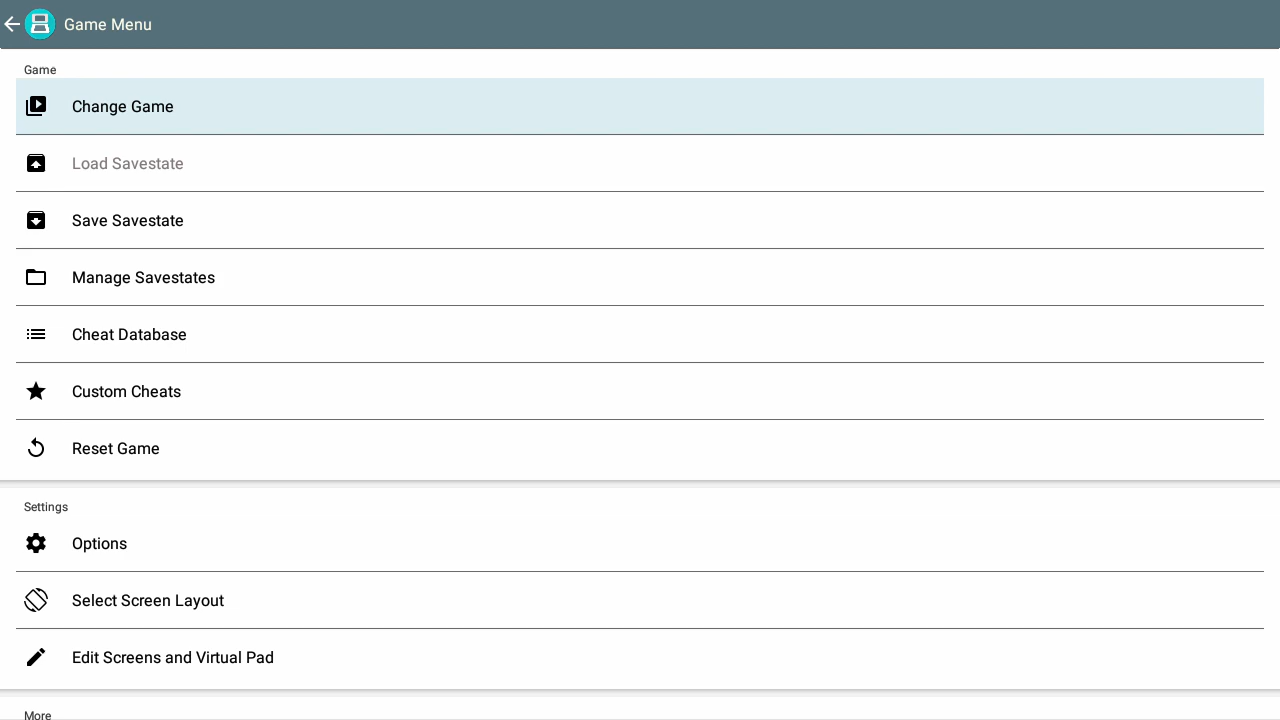 Game Menu
Game
Change Game
Load Savestate
Save Savestate
Manage Savestates
Cheat Database
Custom Cheats
Reset Game
Settings
Options
Select Screen Layout
Edit Screens and Virtual Pad
More